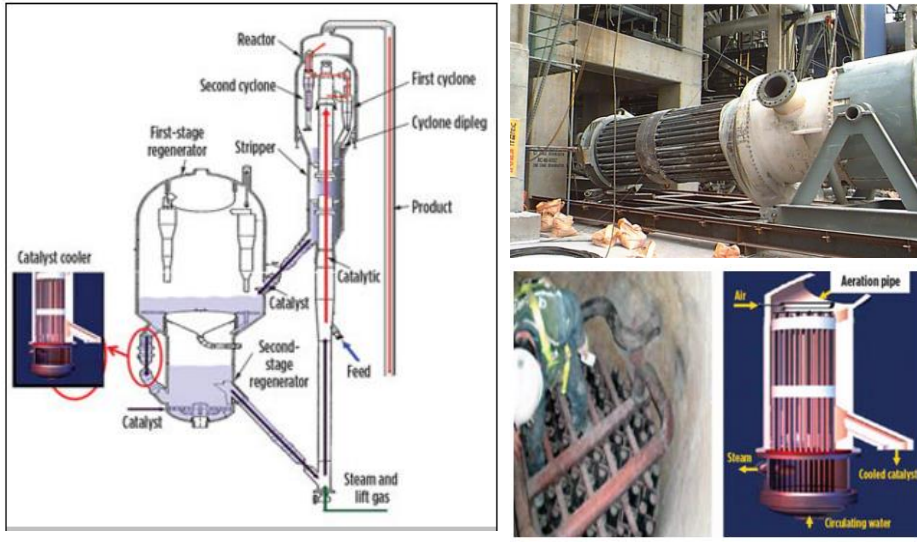 Reactor
Second cyclone
First cyclone
Cyclone dipleg
First-stage
regenerator
Stripper
Product
Catalyst cooler
Catalytic
Catalyst
Second-
stage
regenerator
Feed
Catalyst
Steam and
lift gas
Air
Aeration pipe
Steam
Cooled catalyst
Circulating water